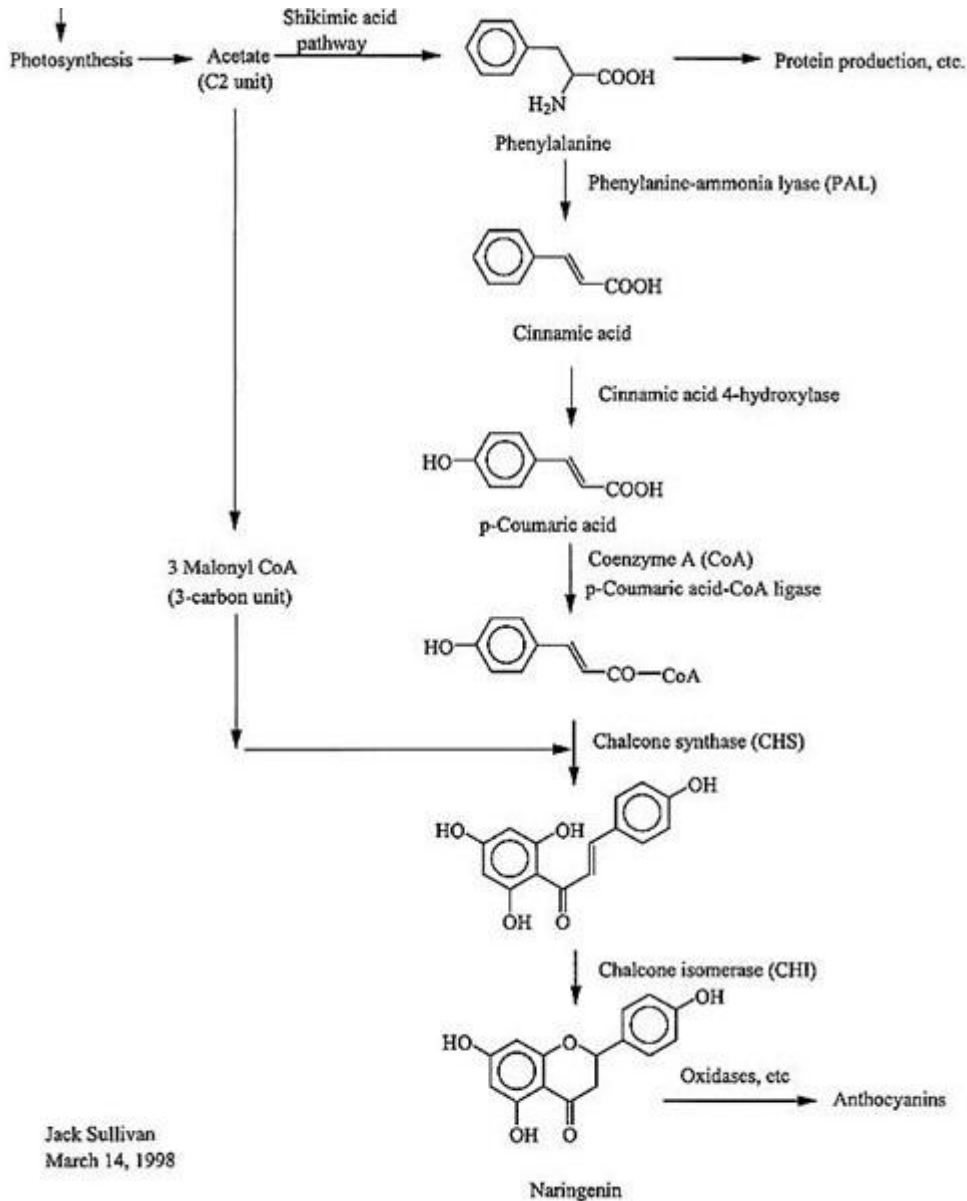 Shikimic acid
pathway
Photosynthesis
Acetate
(C2 unit)
COOH
H₂N
Protein production, etc.
Phenylalanine
Phenylanine-ammonia lyase (PAL)
COOH
Cinnamic acid
Cinnamic acid 4-hydroxylase
HO
COOH
p-Coumaric acid
Coenzyme A (CoA)
p-Coumaric acid-CoA ligase
3 Malonyl CoA
(3-carbon unit)
HO
CO
CoA
Chalcone synthase (CHS)
OH
HO
OH
OH
O
Chalcone isomerase (CHI)
OH
HO
O
Oxidases, etc
Anthocyanins
OH
O
Jack Sullivan
March 14, 1998
Naringenin